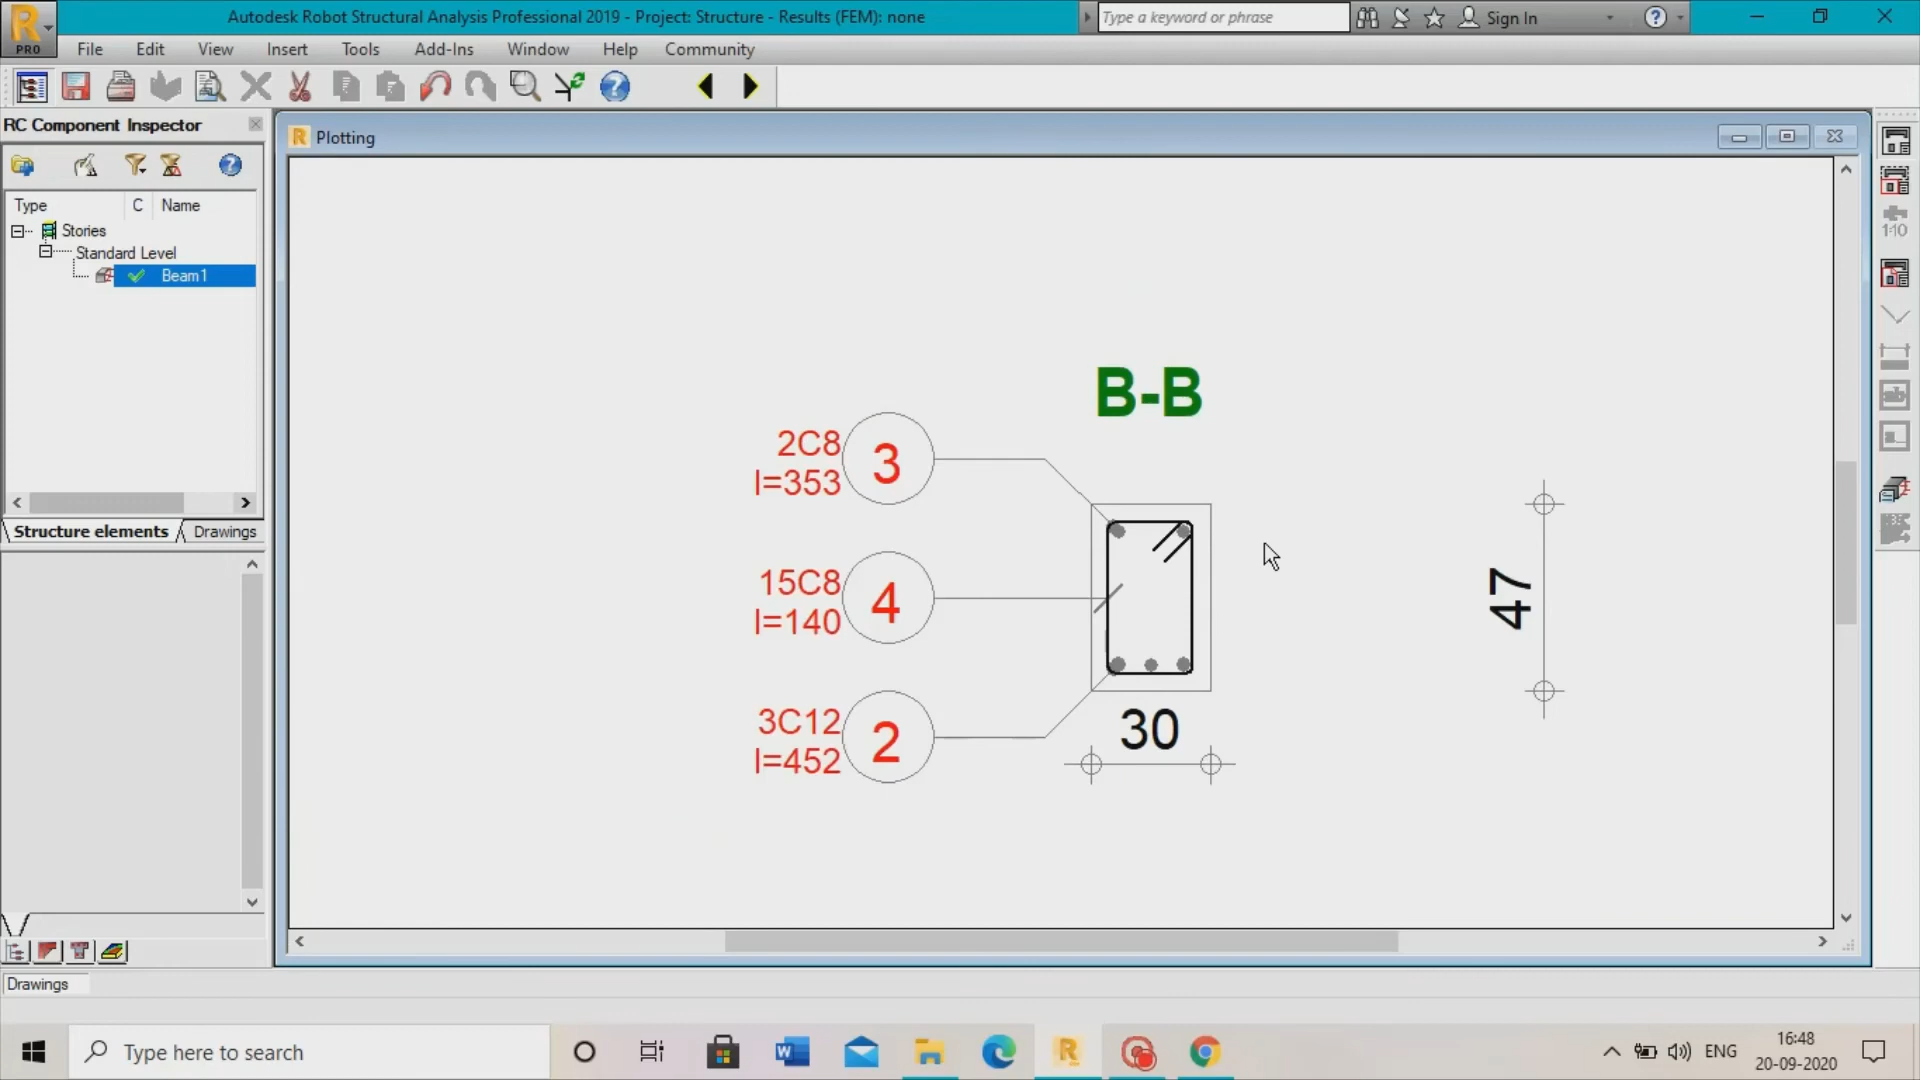 Autodesk Robot Structural Analysis Professional 2019 - Project: Structure - Results (FEM): none
Type a keyword or phrase
Sign In
PRO
File Edit View Insert Tools Add-Ins Window Help Community
RC Component Inspector
Plotting
Type C Name
Stories
Standard Level
Beam1
Structure elements
Drawings
B-B
2C8
l=353
3
15C8
l=140
4
3C12
l=452
2
30
47
1:10
Drawings
Type here to search
ENG
16:48
20-09-2020